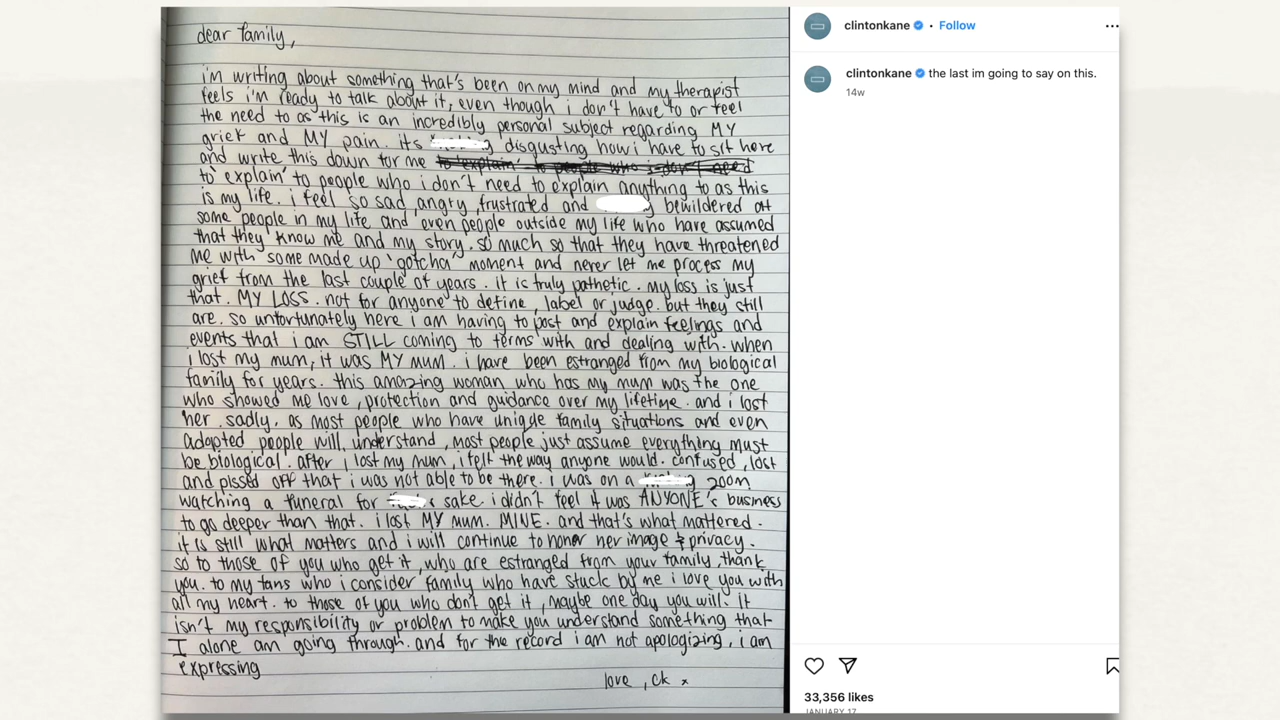 dear family,
i'm writing about something that's been on my mind and my therapist
feels i'm ready to talk about it, even though i don't have to or feel
the need to as this is an incredibly personal subject regarding MY
grief and MY pain. its disgusting how i have to sit here
and write this down for me to explain to people who i don't need
to 'explain' to people who i don't need to explain anything to as this
is my life. i feel so sad, angry, frustrated and bewildered at
some people in my life and even people outside my life who have assumed
that they know me and my story. so much so that they have threatened
me with some made up 'gotcha' moment and never let me process my
grief from the last couple of years. it is truly pathetic. my loss is just
that. MY LOSS. not for anyone to define, label or judge. but they still
are. so unfortunately here i am having to post and explain feelings and
events that i am STILL coming to terms with and dealing with. when
i lost my mum, it was MY mum. i have been estranged from my biological
family for years. this amazing woman who has my mum was the one
who showed me love, protection and guidance over my lifetime. and i lost
her. sadly, as most people who have unique family situations and even
adopted people will understand, most people just assume everything must
be biological. after i lost my mum, i felt the way anyone would. confused, lost
and pissed off that i was not able to be there. i was on a zoom
watching a funeral for sake. i didn't feel it was ANYONE's business
to go deeper than that. i lost MY mum. MINE. and that's what mattered.
it is still what matters and i will continue to honor her image & privacy.
so to those of you who get it, who are estranged from your family, thank
you. to my fans who i consider family who have stuck by me i love you with
all my heart. to those of you who don't get it, maybe one day you will. it
isn't my responsibility or problem to make you understand something that
I alone am going through. and for the record i am not apologizing, i am
expressing
love, ck x
clintonkane • Follow
clintonkane the last im going to say on this.
14w
33,356 likes
JANUARY 17